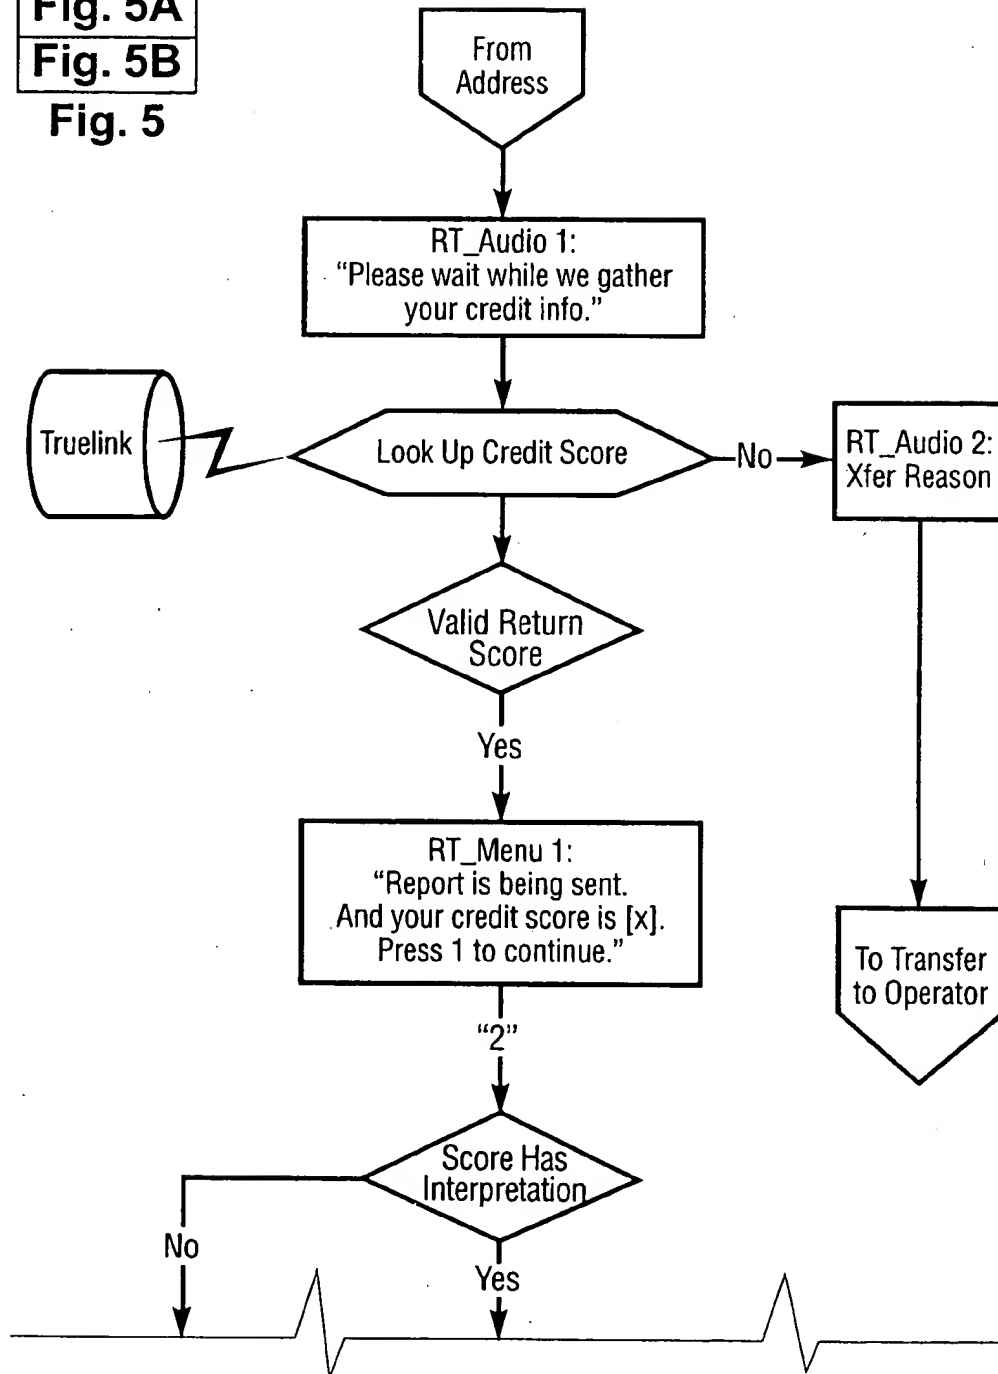 Fig. 5A
Fig. 5B
Fig. 5
From
Address
RT_Audio 1:
“Please wait while we gather
your credit info.”
Truelink
Look Up Credit Score
No
RT_Audio 2:
Xfer Reason
Valid Return
Score
Yes
RT_Menu 1:
“Report is being sent.
And your credit score is [x].
Press 1 to continue.”
To Transfer
to Operator
“2”
Score Has
Interpretation
No
Yes